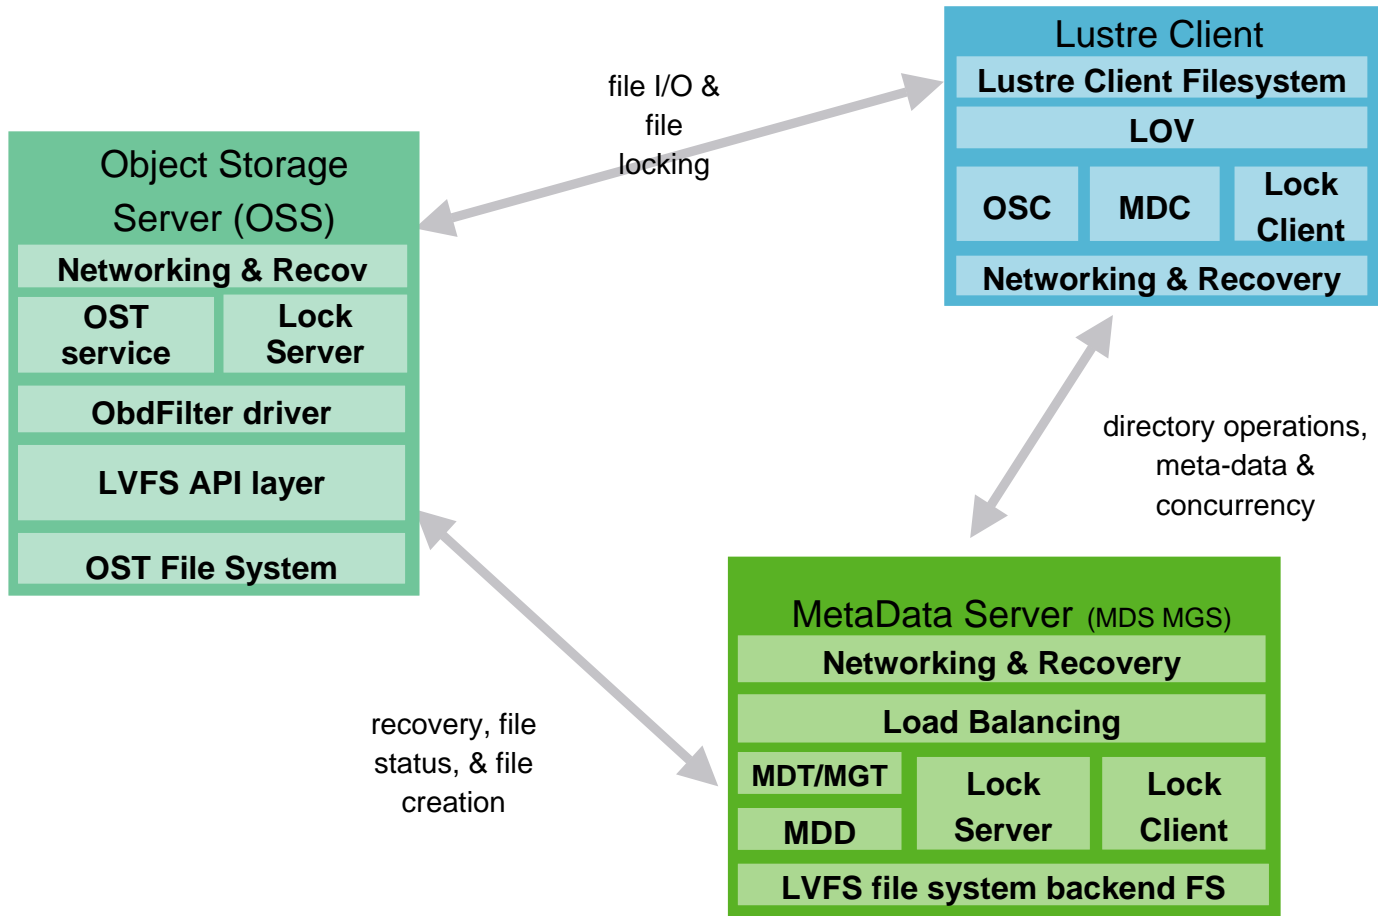 Lustre Client
Lustre Client Filesystem
LOV
OSC
MDC
Lock
Client
Networking & Recovery
file I/O &
file
locking
Object Storage
Server (OSS)
Networking & Recov
OST
service
Lock
Server
ObdFilter driver
LVFS API layer
OST File System
directory operations,
meta-data &
concurrency
recovery, file
status, & file
creation
MetaData Server (MDS MGS)
Networking & Recovery
Load Balancing
MDT/MGT
MDD
Lock
Server
Lock
Client
LVFS file system backend FS